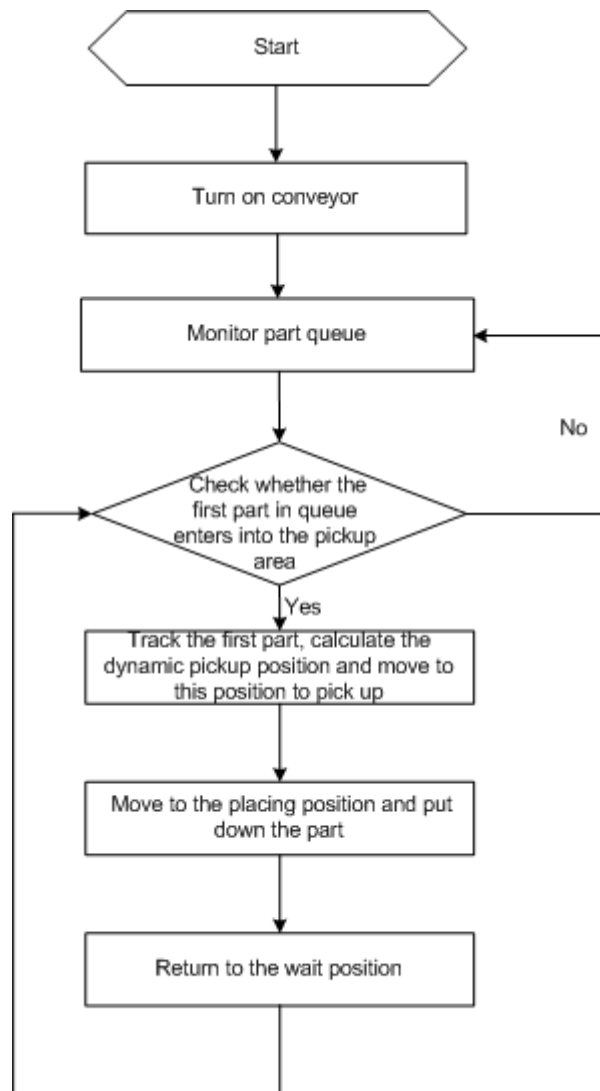 Start
Turn on conveyor
Monitor part queue
No
Check whether the
first part in queue
enters into the pickup
area
Yes
Track the first part, calculate the
dynamic pickup position and move to
this position to pick up
Move to the placing position and put
down the part
Return to the wait position